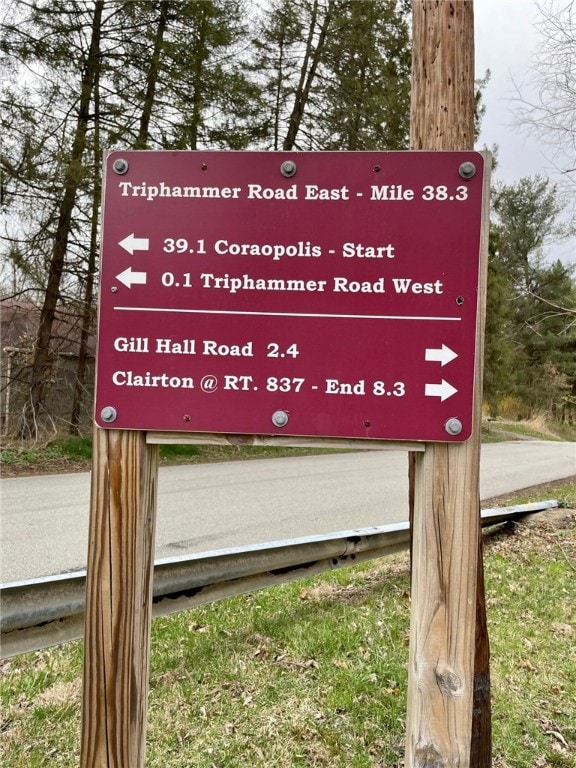 Triphammer Road East - Mile 38.3
39.1 Coraopolis - Start
0.1 Triphammer Road West
Gill Hall Road 2.4
Clairton @ RT. 837 - End 8.3